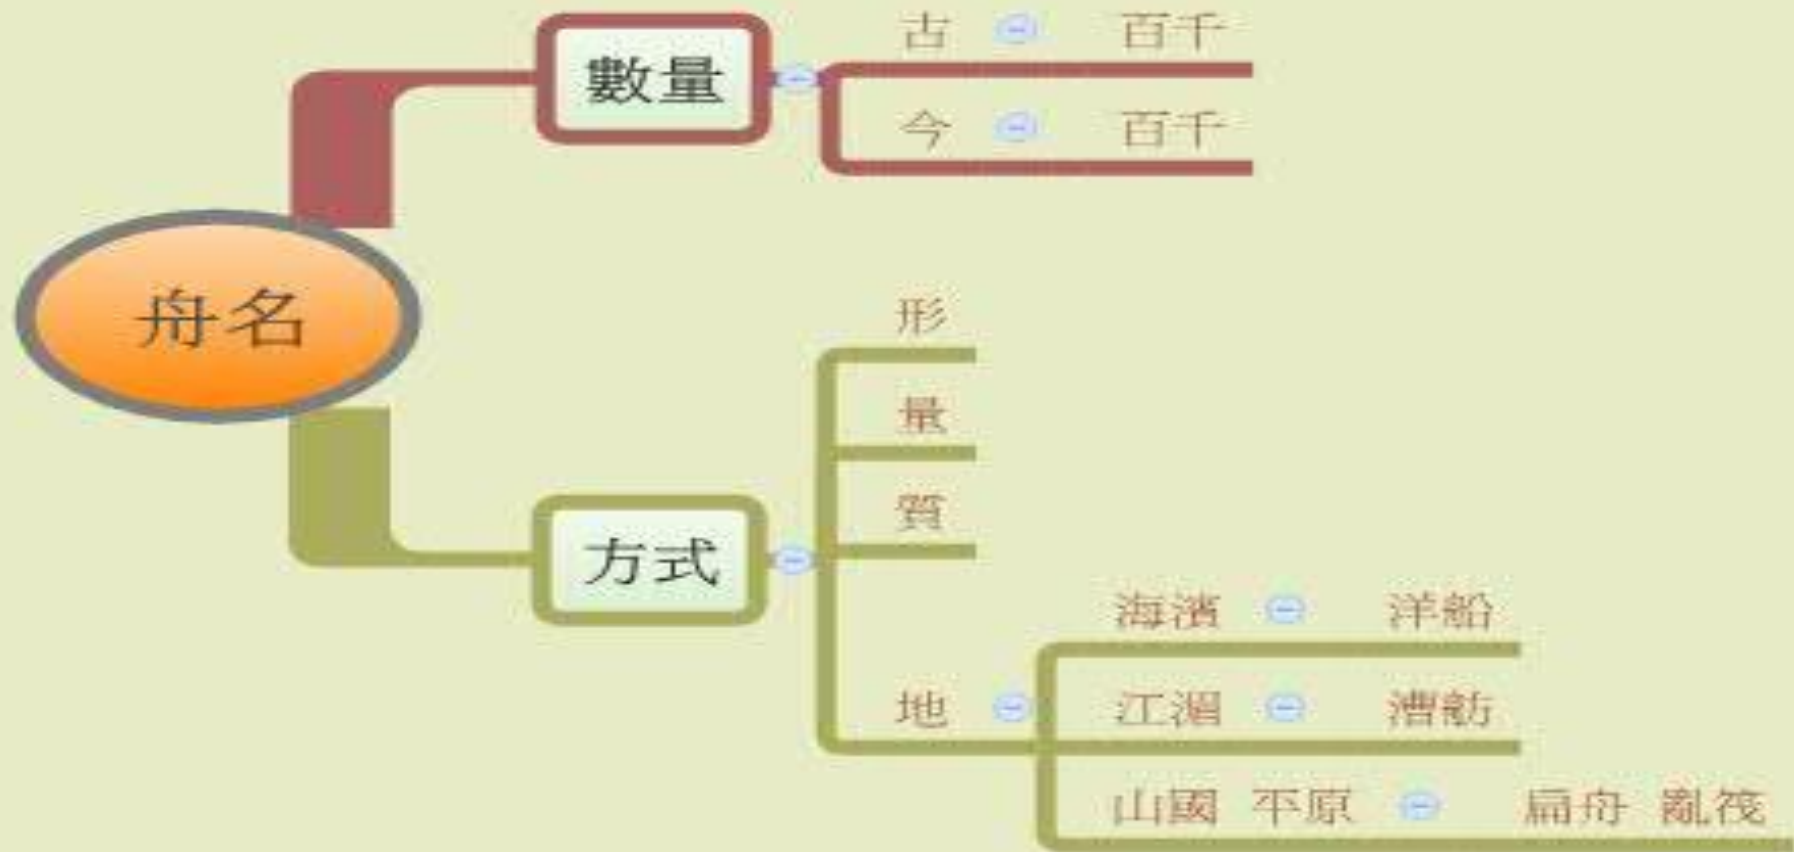 舟名
數量
古 百千
今 百千
方式
形
量
質
地
海濱 洋船
江湄 漕舫
山國 平原 扁舟 亂筏